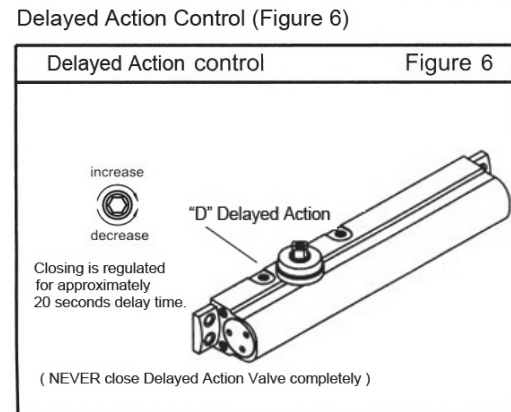 Delayed Action Control (Figure 6)
Delayed Action control Figure 6
increase
decrease
"D" Delayed Action
Closing is regulated
for approximately
20 seconds delay time.
( NEVER close Delayed Action Valve completely )